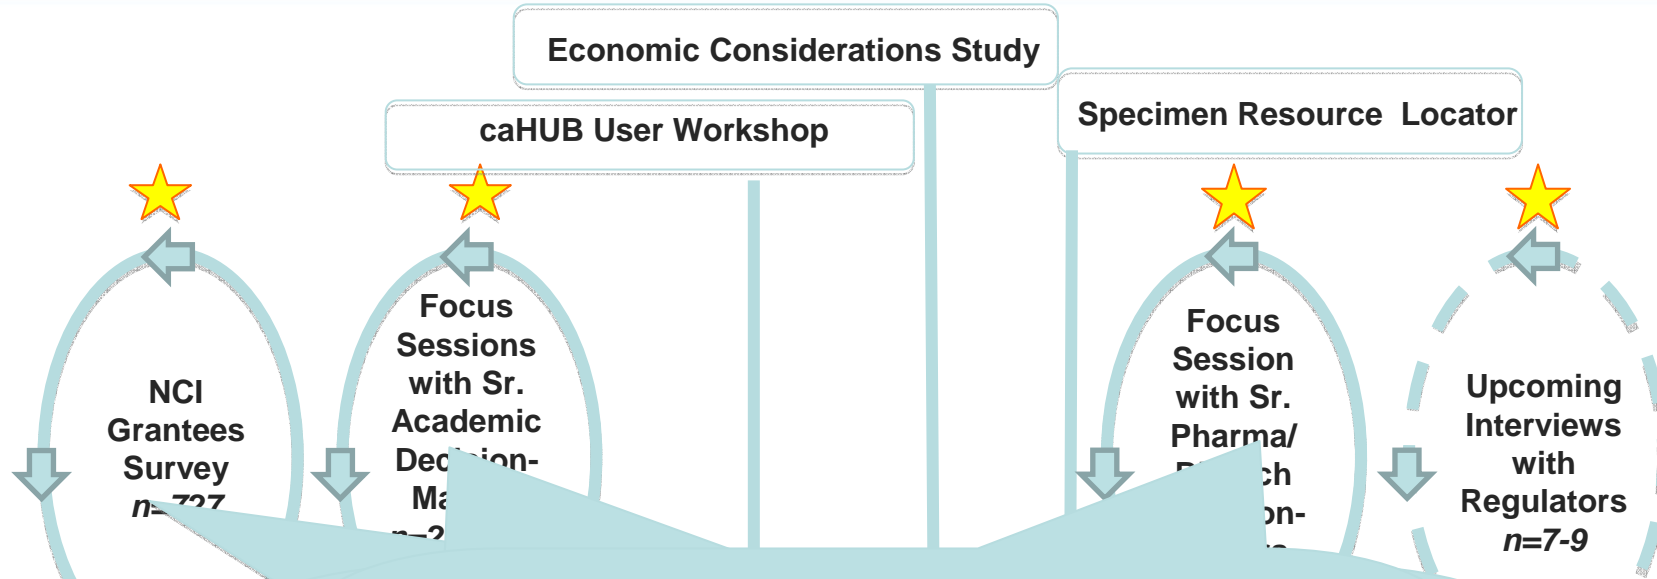 Economic Considerations Study
caHUB User Workshop
Specimen Resource Locator
NCI
Grantees
Survey
n=727
Focus
Sessions
with Sr.
Academic
Focus
Session
with Sr.
Pharma/
Upcoming
Interviews
with
Regulators
n=7-9